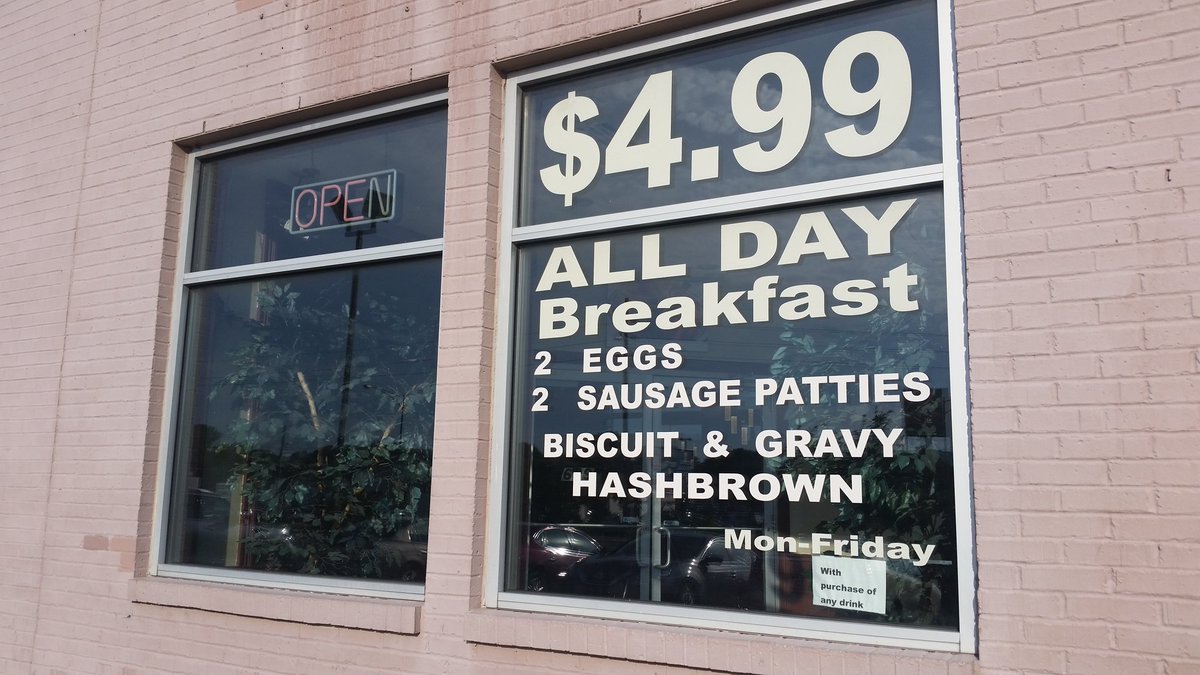 OPEN
$4.99
ALL DAY
Breakfast
2 EGGS
2 SAUSAGE PATTIES
BISCUIT & GRAVY
HASHBROWN
Mon-Friday
With
purchase of
any drink